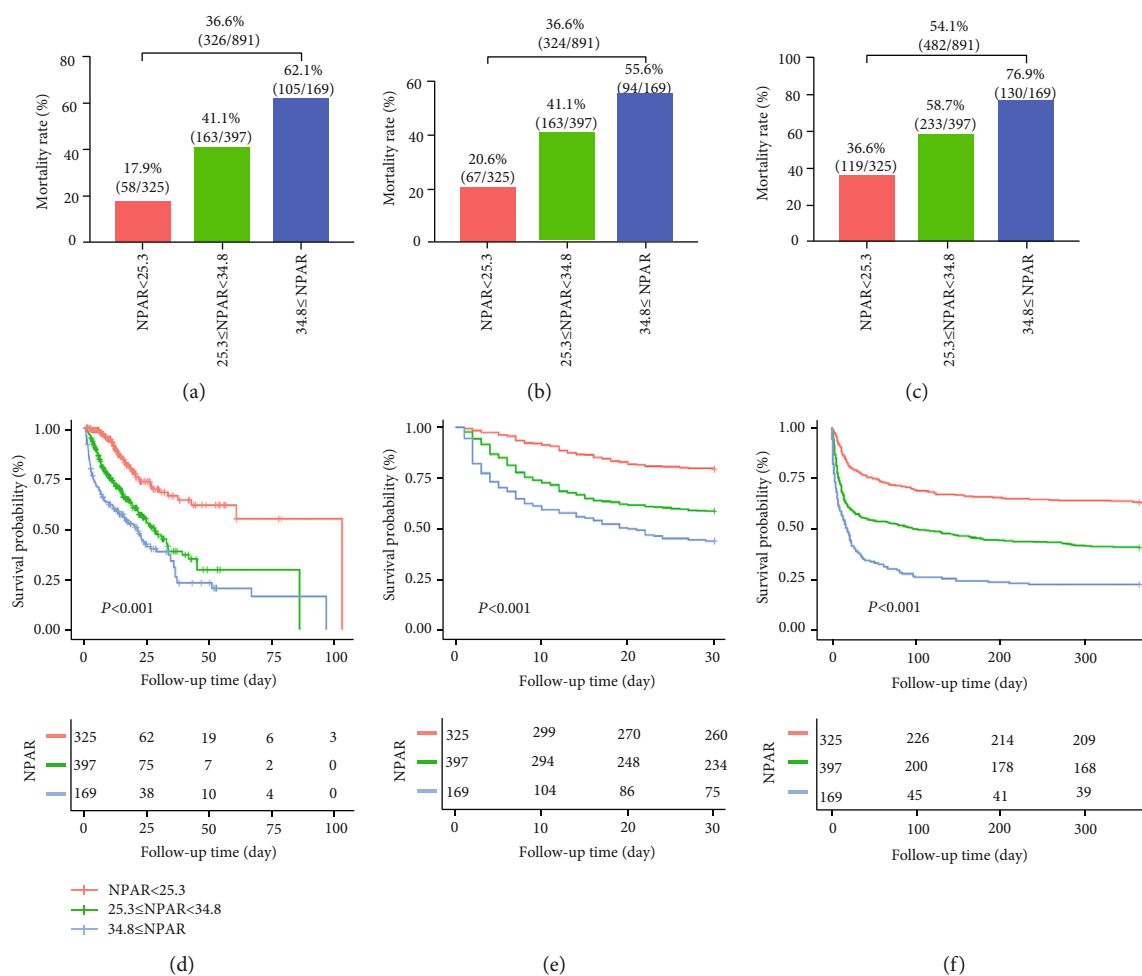 36.6%
(326/891)
80
62.1%
(105/169)
60
41.1%
(163/397)
40
17.9%
(58/325)
20
0
Mortality rate (%)
NPAR<25.3
25.3≤NPAR<34.8
34.8≤ NPAR
(a)
36.6%
(324/891)
60
55.6%
(94/169)
41.1%
(163/397)
40
20.6%
(67/325)
20
0
Mortality rate (%)
NPAR<25.3
25.3≤NPAR<34.8
34.8≤ NPAR
(b)
54.1%
(482/891)
100
76.9%
(130/169)
80
58.7%
(233/397)
60
36.6%
(119/325)
40
20
0
Mortality rate (%)
NPAR<25.3
25.3≤NPAR<34.8
34.8≤ NPAR
(c)
1.00
0.75
0.50
0.25
0.00
Survival probability (%)
P<0.001
0 25 50 75 100
Follow-up time (day)
NPAR
325 62 19 6 3
397 75 7 2 0
169 38 10 4 0
0 25 50 75 100
Follow-up time (day)
NPAR<25.3
25.3≤NPAR<34.8
34.8≤NPAR
(d)
1.00
0.75
0.50
0.25
0.00
Survival probability (%)
P<0.001
0 10 20 30
Follow-up time (day)
NPAR
325 299 270 260
397 294 248 234
169 104 86 75
0 10 20 30
Follow-up time (day)
(e)
1.00
0.75
0.50
0.25
0.00
Survival probability (%)
P<0.001
0 100 200 300
Follow-up time (day)
NPAR
325 226 214 209
397 200 178 168
169 45 41 39
0 100 200 300
Follow-up time (day)
(f)